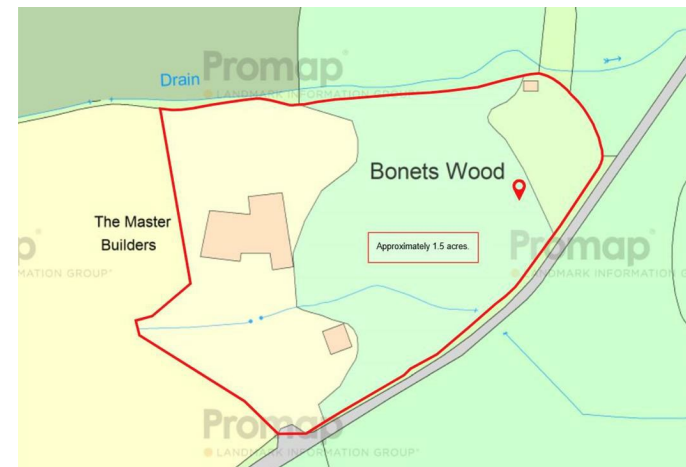 Promap
LANDMARK INFORMATION GROUP
Drain
Bonets Wood
The Master
Builders
Approximately 1.5 acres.
Promap
MATION GROUP
Promap
LANDMARK INFORMATION G
Promap
LANDMARK INFORMATION GROUP